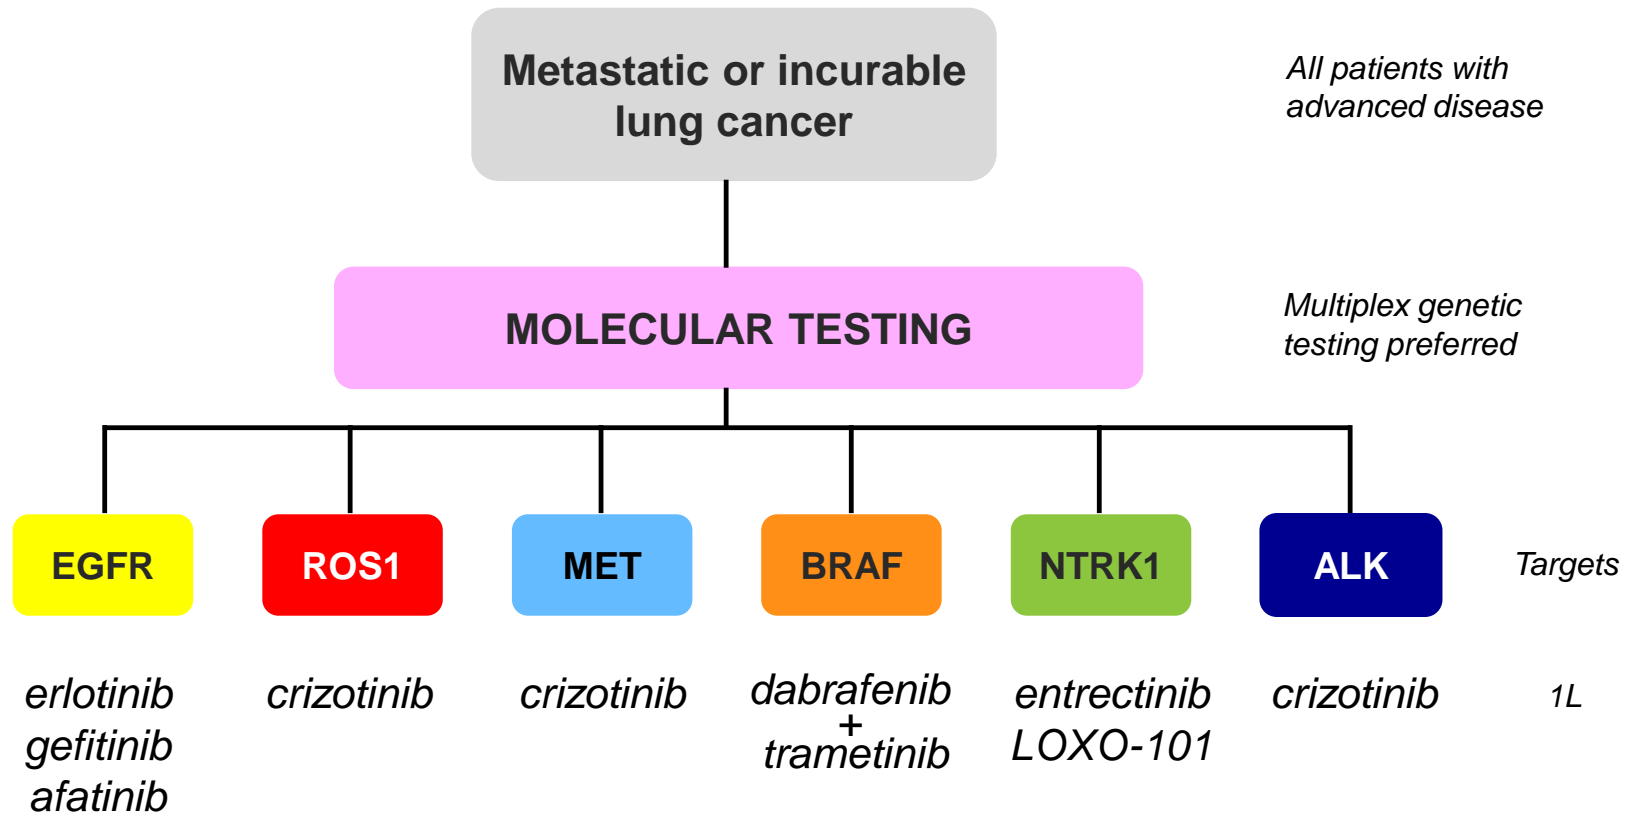 Metastatic or incurable
lung cancer
All patients with
advanced disease
MOLECULAR TESTING
Multiplex genetic
testing preferred
EGFR
ROS1
MET
BRAF
NTRK1
ALK
Targets
erlotinib
gefitinib
afatinib
crizotinib
crizotinib
dabrafenib
+
trametinib
entrectinib
LOXO-101
crizotinib
1L